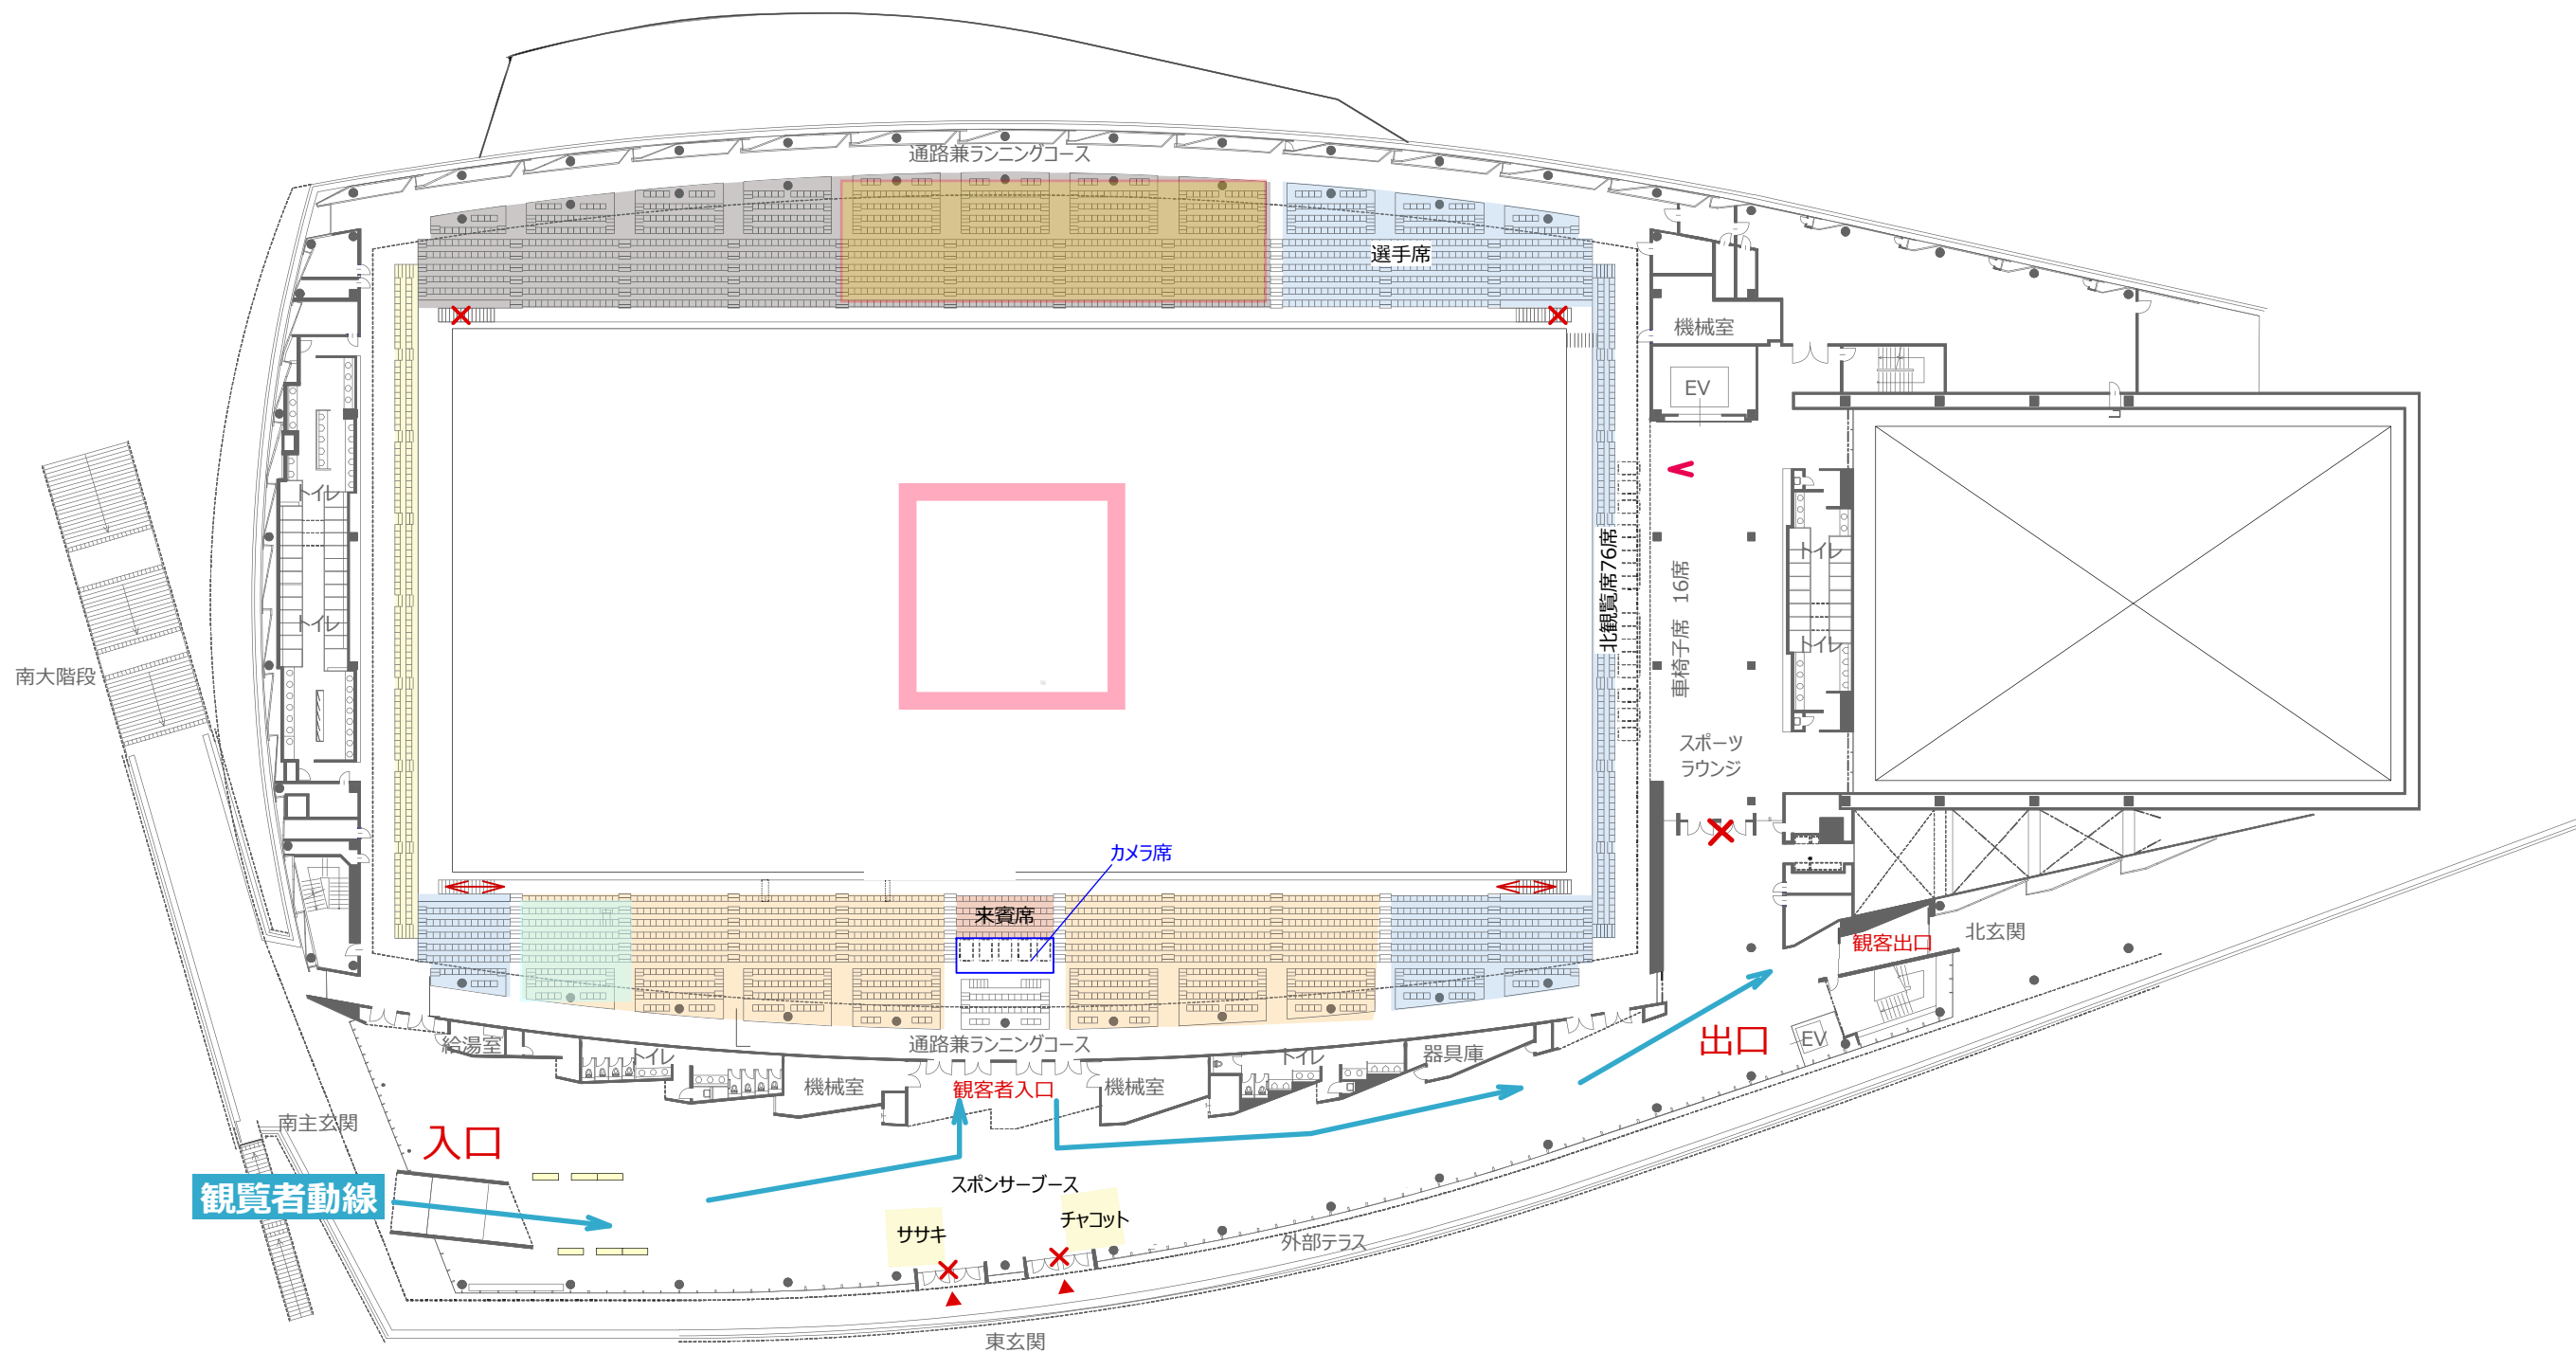 通路兼ランニングコース
選手席
機械室
EV
トイレ
トイレ
トイレ
トイレ
北観覧席76席
車椅子席 16席
南大階段
スポーツ
ラウンジ
カメラ席
来賓席
観客出口
北玄関
出口
EV
給湯室
トイレ
機械室
通路兼ランニングコース
観客者入口
機械室
トイレ
器具庫
南主玄関
入口
観覧者動線
スポンサーブース
ササキ
チャコット
外部テラス
東玄関